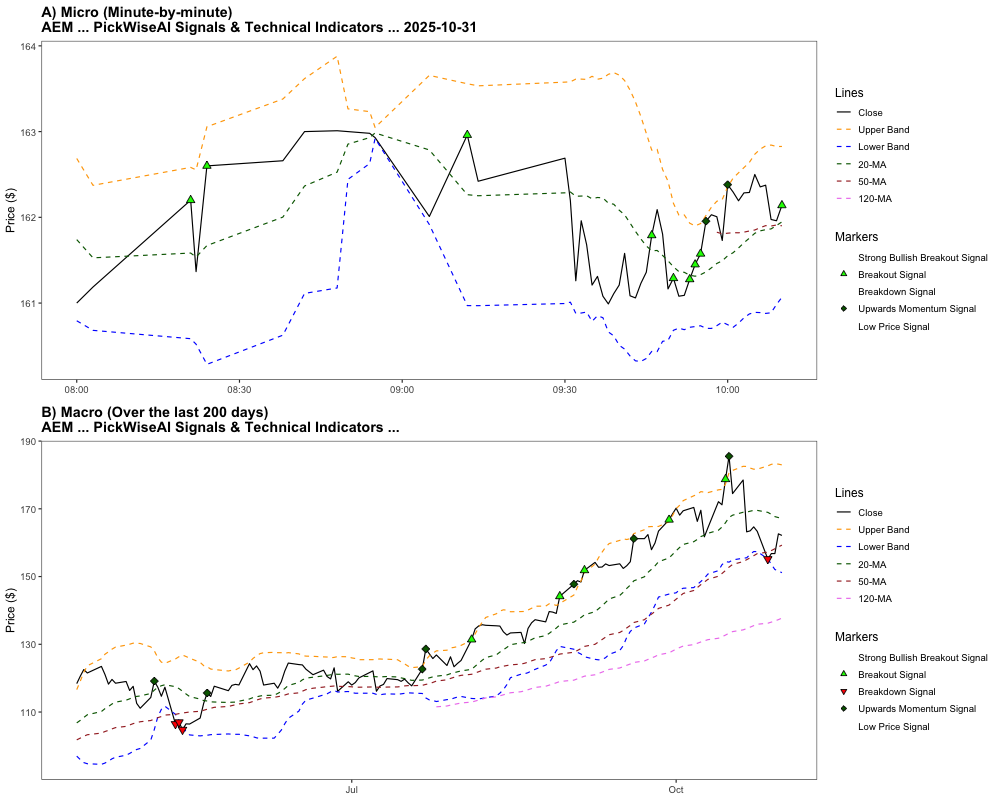 A) Micro (Minute-by-minute)
AEM ... PickWiseAI Signals & Technical Indicators ... 2025-10-31
Price ($)
164
163
162
161
08:00
08:30
09:00
09:30
10:00
Lines
Close
Upper Band
Lower Band
20-MA
50-MA
120-MA
Markers
Strong Bullish Breakout Signal
Breakout Signal
Breakdown Signal
Upwards Momentum Signal
Low Price Signal
B) Macro (Over the last 200 days)
AEM ... PickWiseAI Signals & Technical Indicators ...
Price ($)
190
170
150
130
110
Jul
Oct
Lines
Close
Upper Band
Lower Band
20-MA
50-MA
120-MA
Markers
Strong Bullish Breakout Signal
Breakout Signal
Breakdown Signal
Upwards Momentum Signal
Low Price Signal